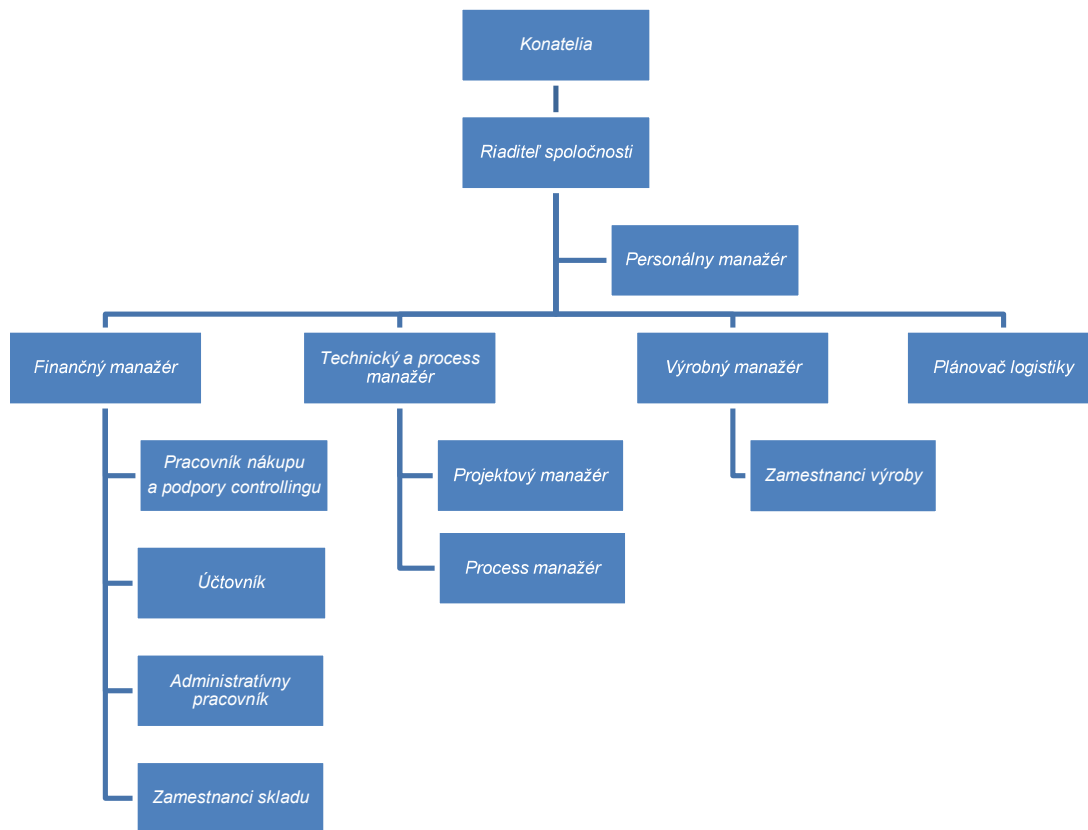 Konatelia
Riaditeľ spoločnosti
Personálny manažér
Finančný manažér
Technický a process
manažér
Výrobný manažér
Plánovač logistiky
Pracovník nákupu
a podpory controllingu
Projektový manažér
Zamestnanci výroby
Process manažér
Účtovník
Administratívny
pracovník
Zamestnanci skladu